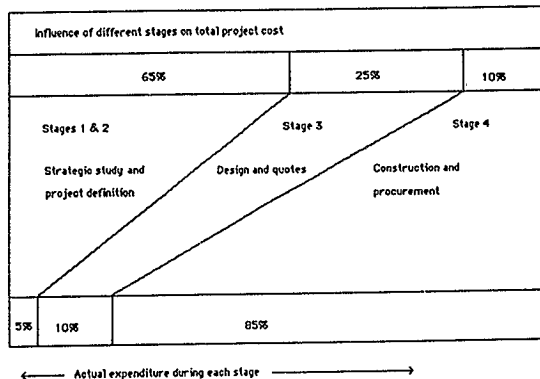 Influence of different stages on total project cost
65% 25% 10%
Stages 1 & 2
Strategic study and
project definition
Stage 3
Design and quotes
Stage 4
Construction and
procurement
5% 10% 85%
Actual expenditure during each stage